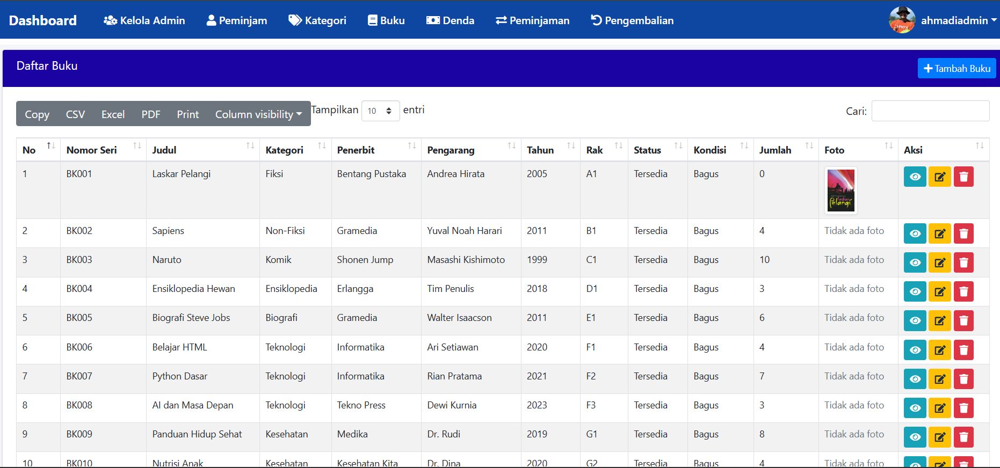 Dashboard Kelola Admin Peminjam Kategori Buku Denda Peminjaman Pengembalian ahmadiadmin
Daftar Buku Tambah Buku
Copy CSV Excel PDF Print Column visibility Tampilkan 10 entri Cari:
No Nomor Seri Judul Kategori Penerbit Pengarang Tahun Rak Status Kondisi Jumlah Foto Aksi
1 BK001 Laskar Pelangi Fiksi Bentang Pustaka Andrea Hirata 2005 A1 Tersedia Bagus 0
laskar
Pelangi
2 BK002 Sapiens Non-Fiksi Gramedia Yuval Noah Harari 2011 B1 Tersedia Bagus 4 Tidak ada foto
3 BK003 Naruto Komik Shonen Jump Masashi Kishimoto 1999 C1 Tersedia Bagus 10 Tidak ada foto
4 BK004 Ensiklopedia Hewan Ensiklopedia Erlangga Tim Penulis 2018 D1 Tersedia Bagus 3 Tidak ada foto
5 BK005 Biografi Steve Jobs Biografi Gramedia Walter Isaacson 2011 E1 Tersedia Bagus 6 Tidak ada foto
6 BK006 Belajar HTML Teknologi Informatika Ari Setiawan 2020 F1 Tersedia Bagus 4 Tidak ada foto
7 BK007 Python Dasar Teknologi Informatika Rian Pratama 2021 F2 Tersedia Bagus 7 Tidak ada foto
8 BK008 AI dan Masa Depan Teknologi Tekno Press Dewi Kurnia 2023 F3 Tersedia Bagus 3 Tidak ada foto
9 BK009 Panduan Hidup Sehat Kesehatan Medika Dr. Rudi 2019 G1 Tersedia Bagus 8 Tidak ada foto
10 BK010 Nutrisi Anak Kesehatan Kesehatan Kita Dr. Dina 2020 G2 Tersedia Bagus 4 Tidak ada foto